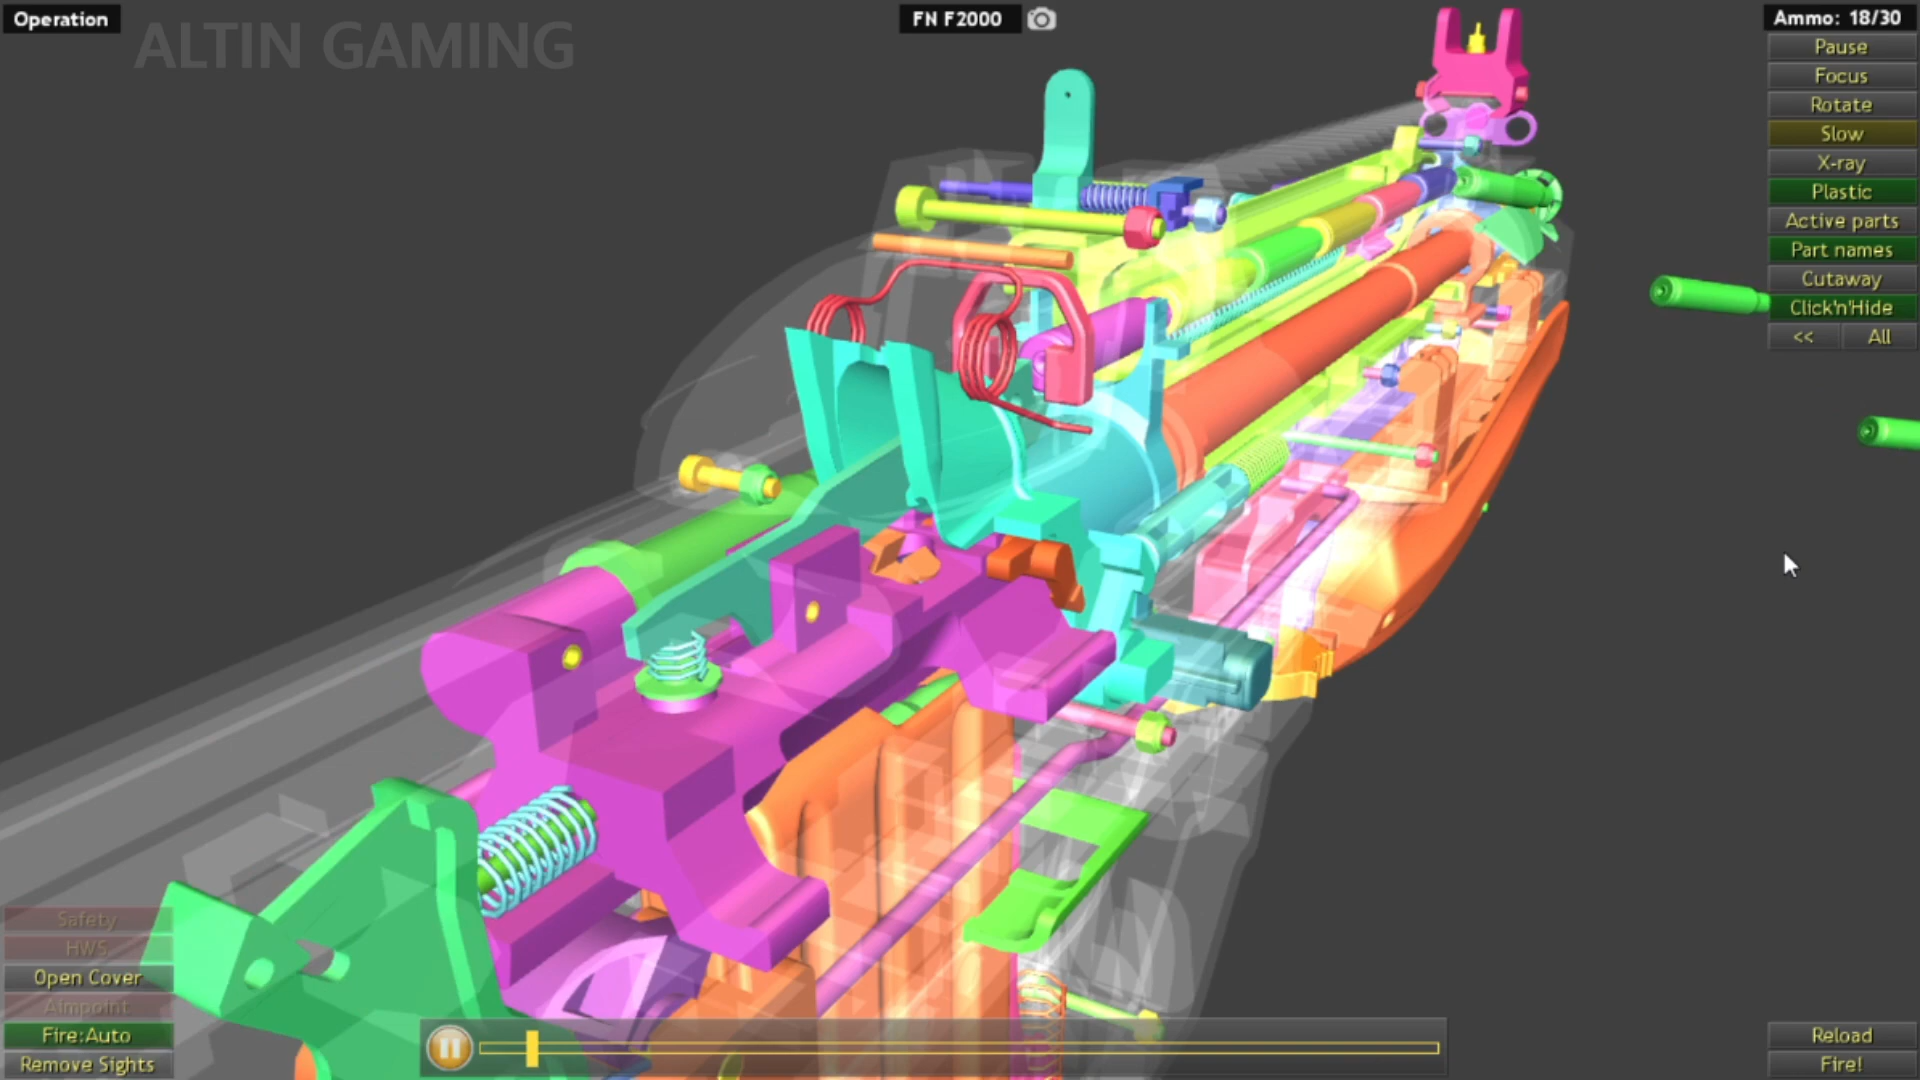 Operation
ALTIN GAMING
FN F2000
Ammo: 18/30
Pause
Focus
Rotate
Slow
X-ray
Plastic
Active parts
Part names
Cutaway
Click'n'Hide
<< All
Safety
HWS
Open Cover
Aimpoint
Fire:Auto
Remove Sights
Reload
Fire!